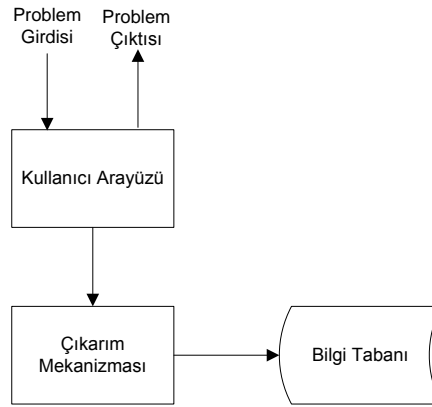 Problem
Girdisi
Problem
Çıktısı
Kullanıcı Arayüzü
Çıkarım
Mekanizması
Bilgi Tabanı